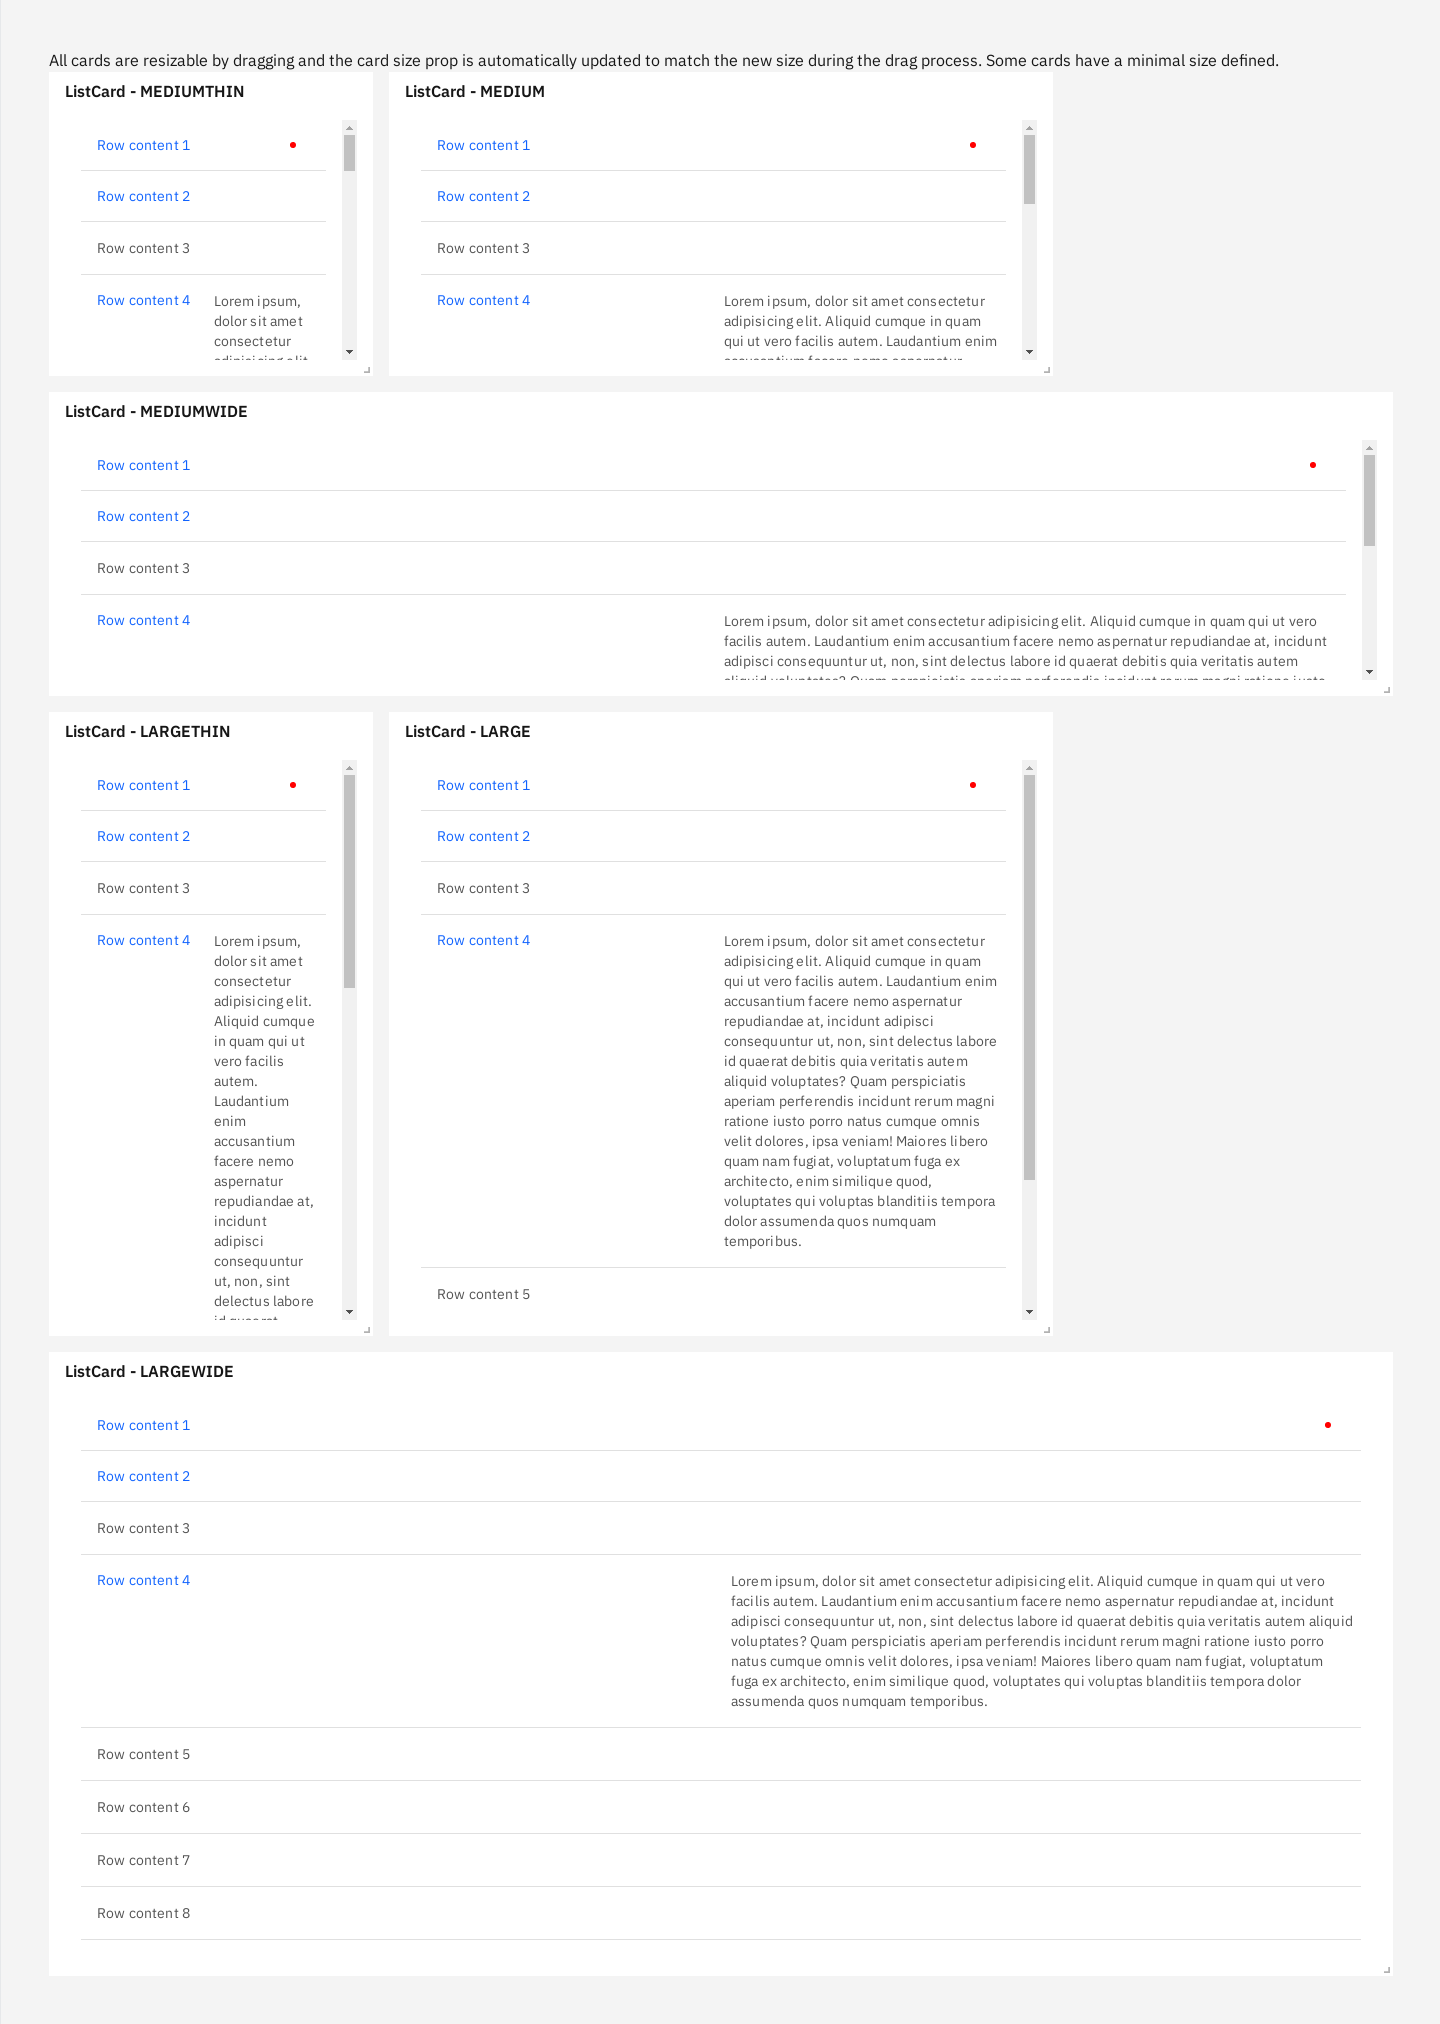 All cards are resizable by dragging and the card size prop is automatically updated to match the new size during the drag process. Some cards have a minimal size defined.
ListCard - MEDIUMTHIN
Row content 1
Row content 2
Row content 3
Row content 4
Lorem ipsum,
dolor sit amet
consectetur
adipisicing elit.
ListCard - MEDIUM
Row content 1
Row content 2
Row content 3
Row content 4
Lorem ipsum, dolor sit amet consectetur
adipisicing elit. Aliquid cumque in quam
qui ut vero facilis autem. Laudantium enim
accusantium facere nemo aspernatur
ListCard - MEDIUMWIDE
Row content 1
Row content 2
Row content 3
Row content 4
Lorem ipsum, dolor sit amet consectetur adipisicing elit. Aliquid cumque in quam qui ut vero
facilis autem. Laudantium enim accusantium facere nemo aspernatur repudiandae at, incidunt
adipisci consequuntur ut, non, sint delectus labore id quaerat debitis quia veritatis autem
aliquid voluptates? Quam perspiciatis aperiam perferendis incidunt rerum magni ratione iusto
ListCard - LARGETHIN
Row content 1
Row content 2
Row content 3
Row content 4
Lorem ipsum,
dolor sit amet
consectetur
adipisicing elit.
Aliquid cumque
in quam qui ut
vero facilis
autem.
Laudantium
enim
accusantium
facere nemo
aspernatur
repudiandae at,
incidunt
adipisci
consequuntur
ut, non, sint
delectus labore
id quaerat
ListCard - LARGE
Row content 1
Row content 2
Row content 3
Row content 4
Lorem ipsum, dolor sit amet consectetur
adipisicing elit. Aliquid cumque in quam
qui ut vero facilis autem. Laudantium enim
accusantium facere nemo aspernatur
repudiandae at, incidunt adipisci
consequuntur ut, non, sint delectus labore
id quaerat debitis quia veritatis autem
aliquid voluptates? Quam perspiciatis
aperiam perferendis incidunt rerum magni
ratione iusto porro natus cumque omnis
velit dolores, ipsa veniam! Maiores libero
quam nam fugiat, voluptatum fuga ex
architecto, enim similique quod,
voluptates qui voluptas blanditiis tempora
dolor assumenda quos numquam
temporibus.
Row content 5
ListCard - LARGEWIDE
Row content 1
Row content 2
Row content 3
Row content 4
Lorem ipsum, dolor sit amet consectetur adipisicing elit. Aliquid cumque in quam qui ut vero
facilis autem. Laudantium enim accusantium facere nemo aspernatur repudiandae at, incidunt
adipisci consequuntur ut, non, sint delectus labore id quaerat debitis quia veritatis autem aliquid
voluptates? Quam perspiciatis aperiam perferendis incidunt rerum magni ratione iusto porro
natus cumque omnis velit dolores, ipsa veniam! Maiores libero quam nam fugiat, voluptatum
fuga ex architecto, enim similique quod, voluptates qui voluptas blanditiis tempora dolor
assumenda quos numquam temporibus.
Row content 5
Row content 6
Row content 7
Row content 8